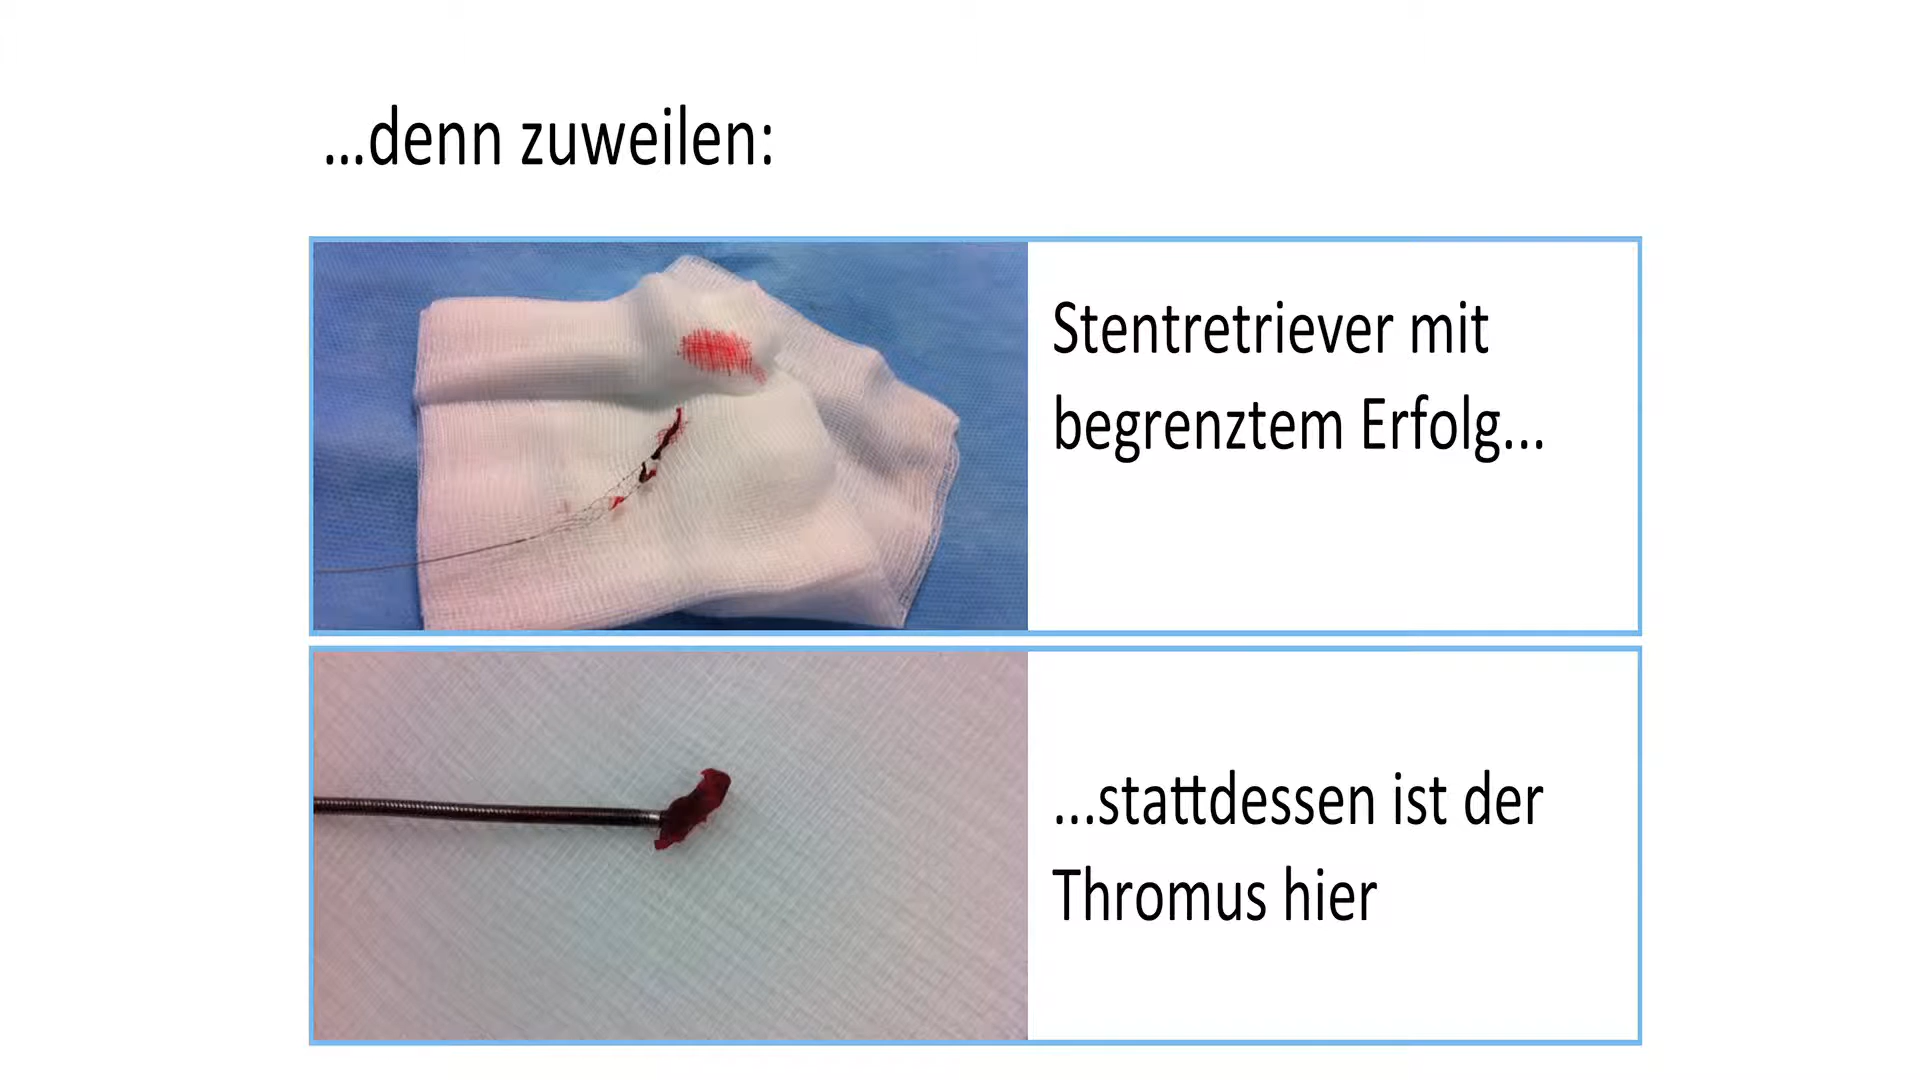 ...denn zuweilen:
Stentretriever mit
begrenztem Erfolg...
...stattdessen ist der
Thromus hier